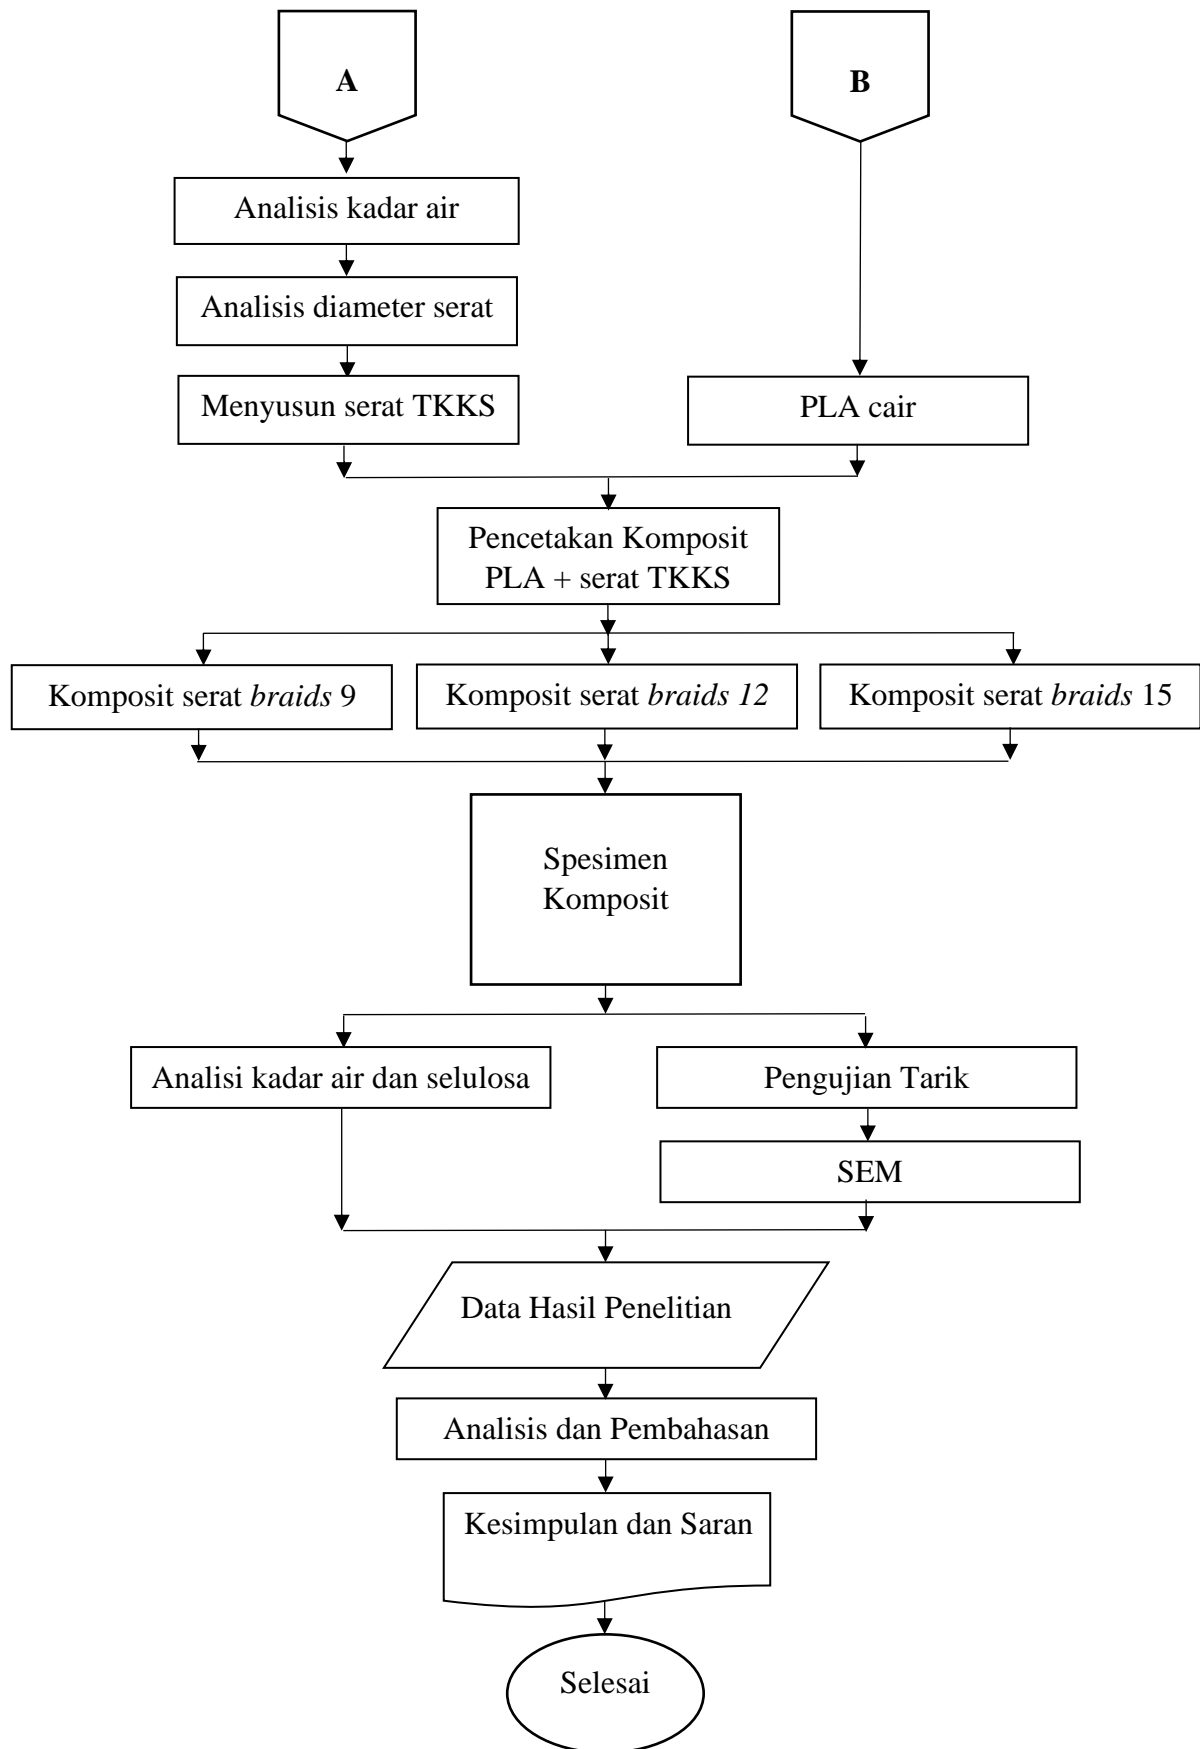 A
B
Analisis kadar air
Analisis diameter serat
Menyusun serat TKKS
PLA cair
Pencetakan Komposit
PLA + serat TKKS
Komposit serat braids 9
Komposit serat braids 12
Komposit serat braids 15
Spesimen
Komposit
Analisi kadar air dan selulosa
Pengujian Tarik
SEM
Data Hasil Penelitian
Analisis dan Pembahasan
Kesimpulan dan Saran
Selesai